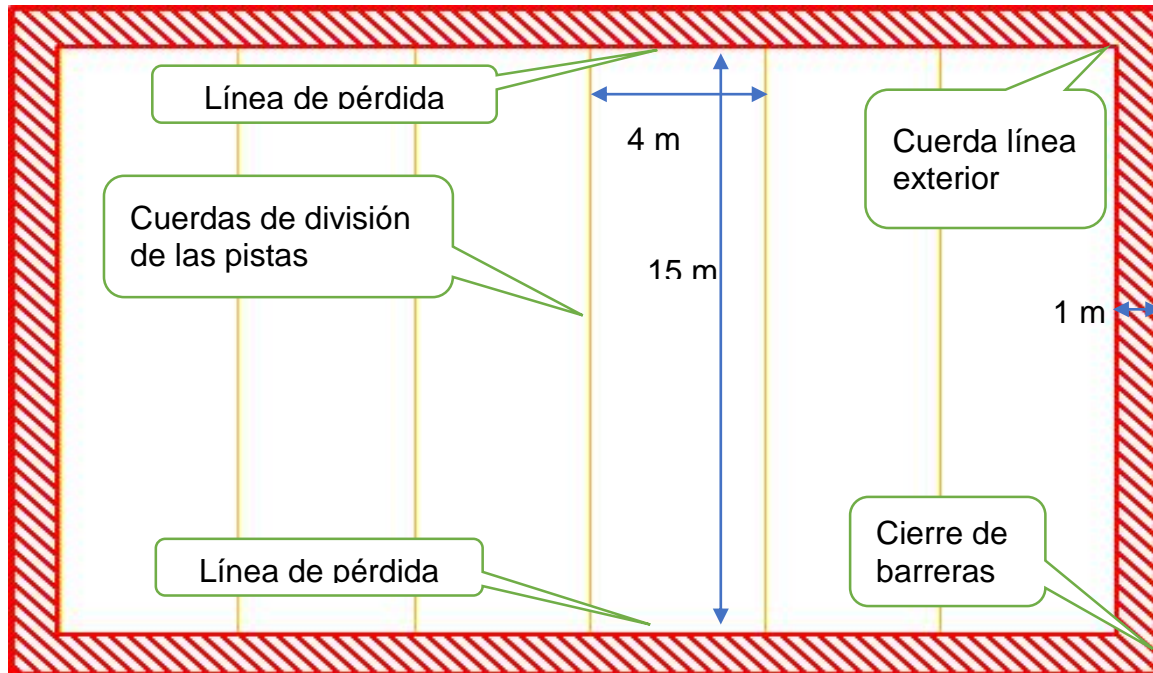 Línea de pérdida
4 m
Cuerda línea
exterior
Cuerdas de división
de las pistas
15 m
1 m
Cierre de
barreras
Línea de pérdida